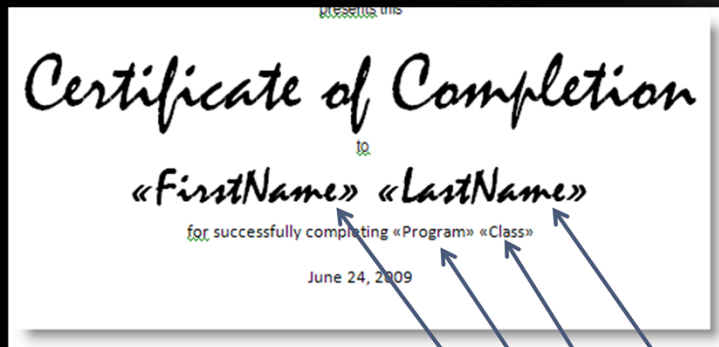 presents this
Certificate of Completion
to
«FirstName» «LastName»
for successfully completing «Program» «Class»
June 24, 2009